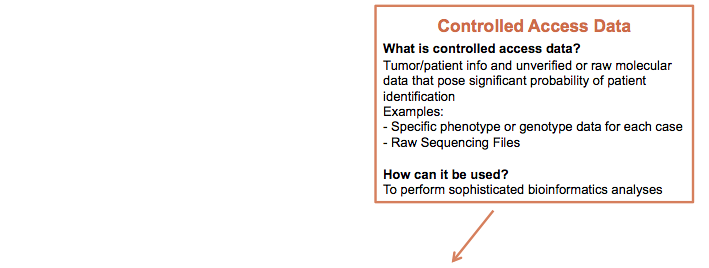 Controlled Access Data
What is controlled access data?
Tumor/patient info and unverified or raw molecular
data that pose significant probability of patient
identification
Examples:
- Specific phenotype or genotype data for each case
- Raw Sequencing Files
How can it be used?
To perform sophisticated bioinformatics analyses